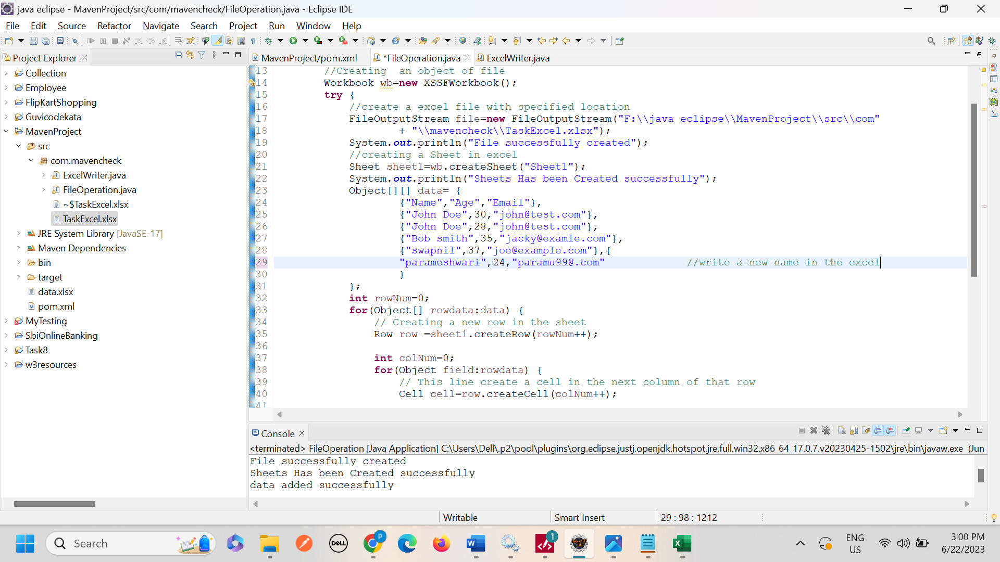 java eclipse - MavenProject/src/com/mavencheck/FileOperation.java - Eclipse IDE
File Edit Source Refactor Navigate Search Project Run Window Help
Project Explorer
Collection
Employee
FlipKartShopping
Guvicodekata
MavenProject
src
com.mavencheck
ExcelWriter.java
FileOperation.java
~$TaskExcel.xlsx
TaskExcel.xlsx
JRE System Library [JavaSE-17]
Maven Dependencies
bin
target
data.xlsx
pom.xml
MyTesting
SbiOnlineBanking
Task8
w3resources
MavenProject/pom.xml *FileOperation.java ExcelWriter.java
13 //Creating  an object of file
14 Workbook wb=new XSSFWorkbook();
15 try {
16 //create a excel file with specified location
17 FileOutputStream file=new FileOutputStream("F:\\java eclipse\\MavenProject\\src\\com"
18 + "\\mavencheck\\TaskExcel.xlsx");
19 System.out.println("File successfully created");
20 //creating a Sheet in excel
21 Sheet sheet1=wb.createSheet("Sheet1");
22 System.out.println("Sheets Has been Created successfully");
23 Object[][] data= {
24 {"Name","Age","Email"},
25 {"John Doe",30,"john@test.com"},
26 {"John Doe",28,"john@test.com"},
27 {"Bob smith",35,"jacky@examle.com"},
28 {"swapnil",37,"joe@example.com"},{
29 "parameshwari",24,"paramu99@.com" //write a new name in the excel
30 }
31 };
32 int rowNum=0;
33 for(Object[] rowdata:data) {
34 // Creating a new row in the sheet
35 Row row =sheet1.createRow(rowNum++);
36
37 int colNum=0;
38 for(Object field:rowdata) {
39 // This line create a cell in the next column of that row
40 Cell cell=row.createCell(colNum++);
41
Console
<terminated> FileOperation [Java Application] C:\Users\Dell\.p2\pool\plugins\org.eclipse.justj.openjdk.hotspot.jre.full.win32.x86_64_17.0.7.v20230425-1502\jre\bin\javaw.exe (Jun
File successfully created
Sheets Has been Created successfully
data added successfully
Writable Smart Insert 29 : 98 : 1212
Search
DELL
P
1
ENG
US
3:00 PM
6/22/2023